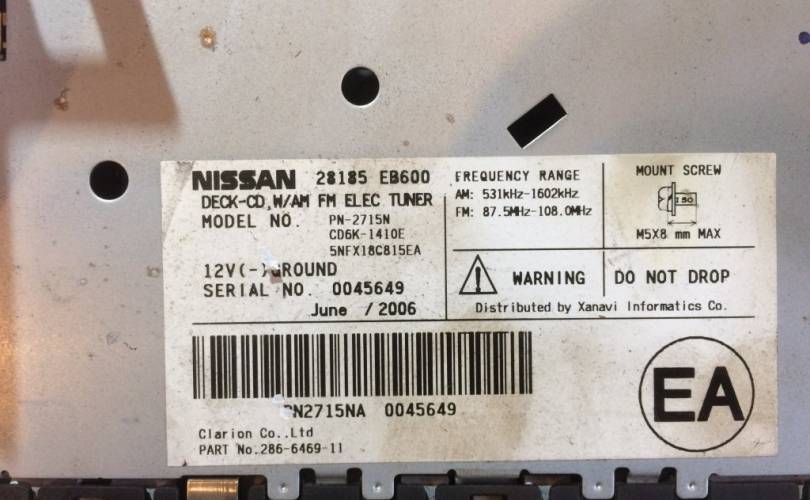 NISSAN 28185 EB600
DECK-CD,W/AM FM ELEC TUNER
MODEL NO. PN-2715N
CD6K-1410E
5NFX18C815EA
12V(-)GROUND
SERIAL NO. 0045649
June / 2006
FREQUENCY RANGE
AM: 531kHz-1602kHz
FM: 87.5MHz-108.0MHz
MOUNT SCREW
ISO
M5X8 mm MAX
WARNING
DO NOT DROP
Distributed by Xanavi Informatics Co.
PN2715NA 0045649
Clarion Co..Ltd
PART No.286-6469-11
EA